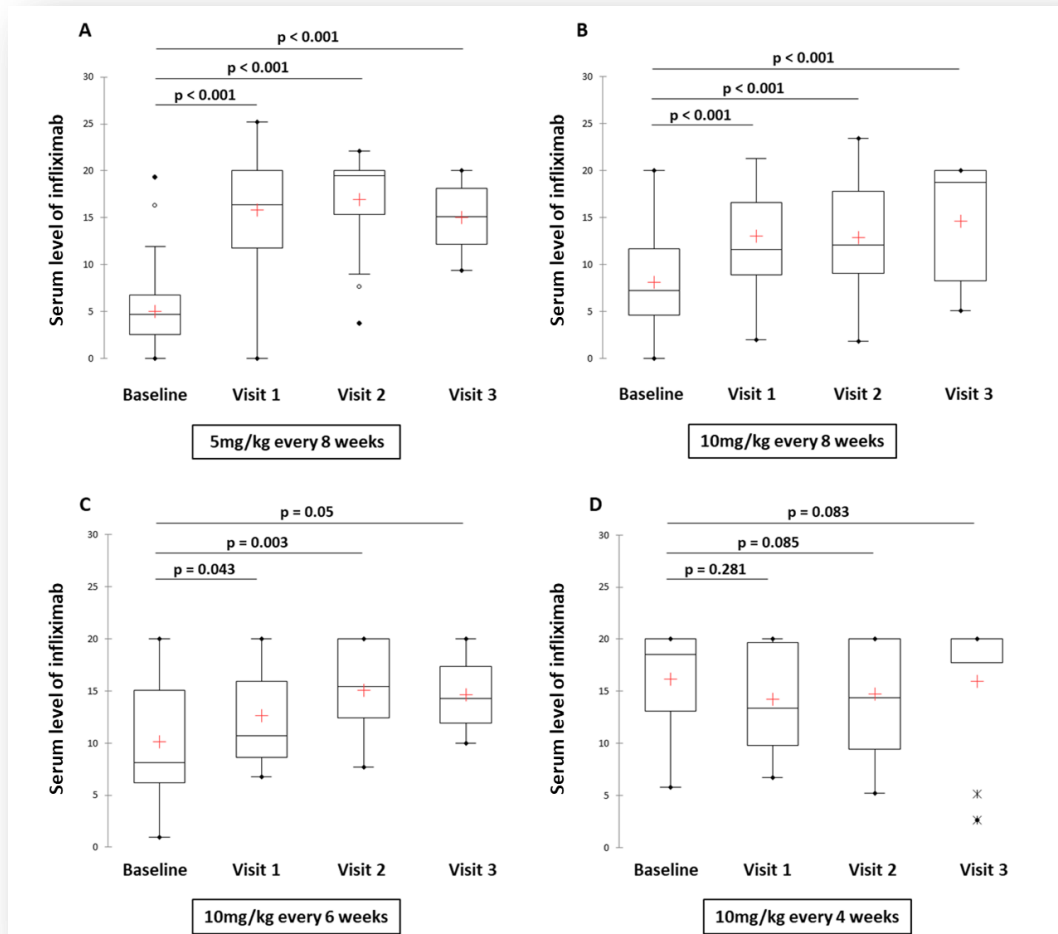 A
p < 0.001
p < 0.001
p < 0.001
Serum level of infliximab
30
25
20
15
10
5
0
Baseline Visit 1 Visit 2 Visit 3
5mg/kg every 8 weeks
B
p < 0.001
p < 0.001
p < 0.001
Serum level of infliximab
30
25
20
15
10
5
0
Baseline Visit 1 Visit 2 Visit 3
10mg/kg every 8 weeks
C
p = 0.05
p = 0.003
p = 0.043
Serum level of infliximab
30
25
20
15
10
5
0
Baseline Visit 1 Visit 2 Visit 3
10mg/kg every 6 weeks
D
p = 0.083
p = 0.085
p = 0.281
Serum level of infliximab
30
25
20
15
10
5
0
Baseline Visit 1 Visit 2 Visit 3
10mg/kg every 4 weeks